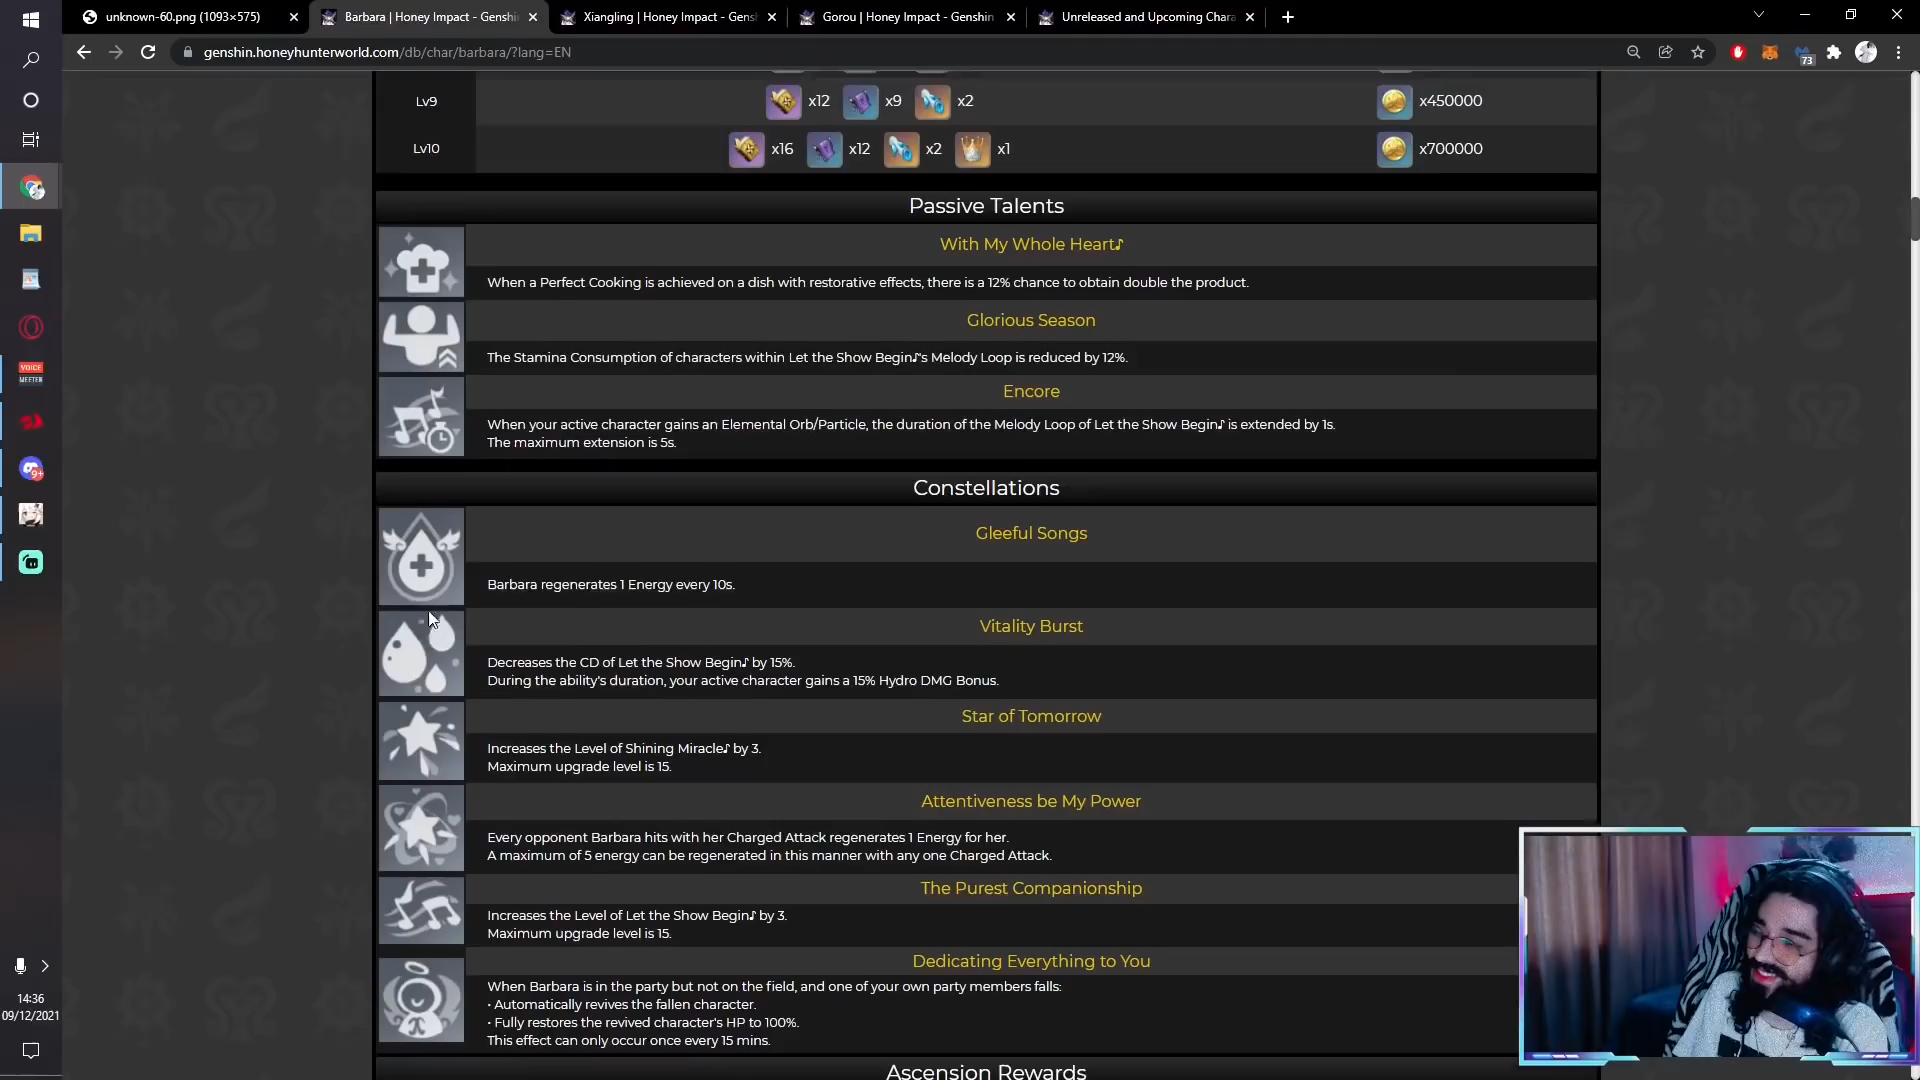 unknown-60.png (1093×575)
Barbara | Honey Impact - Genshi
Xiangling | Honey Impact - Gens
Gorou | Honey Impact - Genshin
Unreleased and Upcoming Chara
genshin.honeyhunterworld.com/db/char/barbara/?lang=EN
73
Lv9
x12
x9
x2
x450000
Lv10
x16
x12
x2
x1
x700000
Passive Talents
With My Whole Heart♪
When a Perfect Cooking is achieved on a dish with restorative effects, there is a 12% chance to obtain double the product.
Glorious Season
The Stamina Consumption of characters within Let the Show Begin♪'s Melody Loop is reduced by 12%.
Encore
When your active character gains an Elemental Orb/Particle, the duration of the Melody Loop of Let the Show Begin♪ is extended by 1s.
The maximum extension is 5s.
Constellations
Gleeful Songs
Barbara regenerates 1 Energy every 10s.
Vitality Burst
Decreases the CD of Let the Show Begin♪ by 15%.
During the ability's duration, your active character gains a 15% Hydro DMG Bonus.
Star of Tomorrow
Increases the Level of Shining Miracle♪ by 3.
Maximum upgrade level is 15.
Attentiveness be My Power
Every opponent Barbara hits with her Charged Attack regenerates 1 Energy for her.
A maximum of 5 energy can be regenerated in this manner with any one Charged Attack.
The Purest Companionship
Increases the Level of Let the Show Begin♪ by 3.
Maximum upgrade level is 15.
Dedicating Everything to You
When Barbara is in the party but not on the field, and one of your own party members falls:
• Automatically revives the fallen character.
• Fully restores the revived character's HP to 100%.
This effect can only occur once every 15 mins.
Ascension Rewards
VOICE
MEETER
9+
14:36
09/12/2021